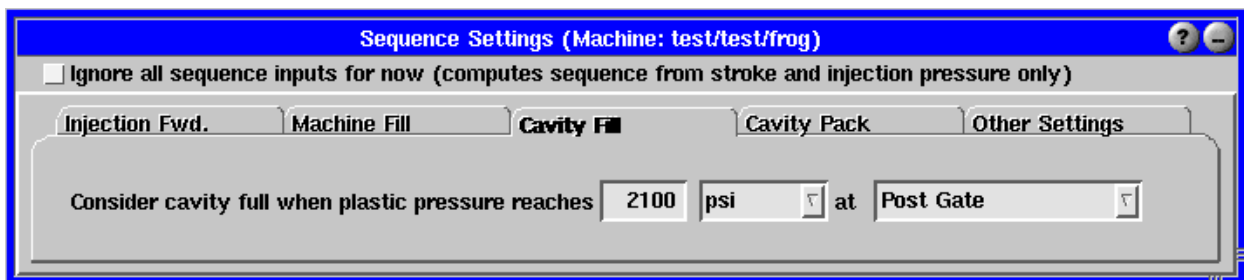 Sequence Settings (Machine: test/test/frog)
? –
Ignore all sequence inputs for now (computes sequence from stroke and injection pressure only)
Injection Fwd. Machine Fill Cavity Fill Cavity Pack Other Settings
Consider cavity full when plastic pressure reaches 2100 psi at Post Gate